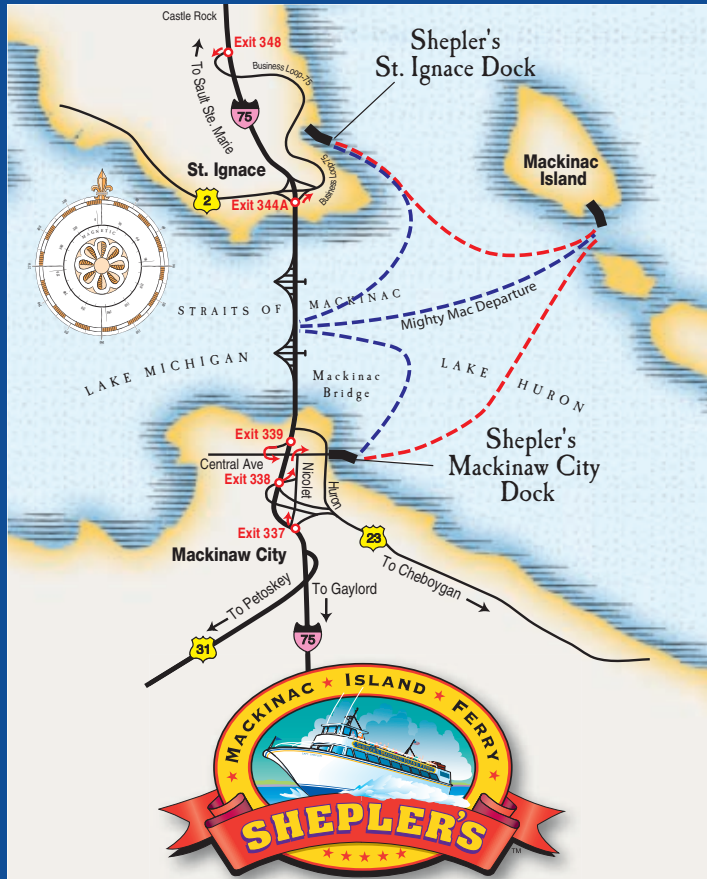 Castle Rock
Exit 348
Shepler's
St. Ignace Dock
Business Loop-75
To Sault Ste. Marie
75
Mackinac
Island
St. Ignace
Business Loop-75
2
Exit 344A
MAGNETIC
STRAITS OF MACKINAC
Mighty Mac Departure
LAKE MICHIGAN
LAKE HURON
Mackinac
Bridge
Exit 339
Shepler's
Mackinaw City
Dock
Central Ave
Nicolet
Huron
Exit 338
Exit 337
23
Mackinaw City
To Cheboygan
To Petoskey
To Gaylord
31
75
MACKINAC ISLAND FERRY
SHEPLER'S
TM